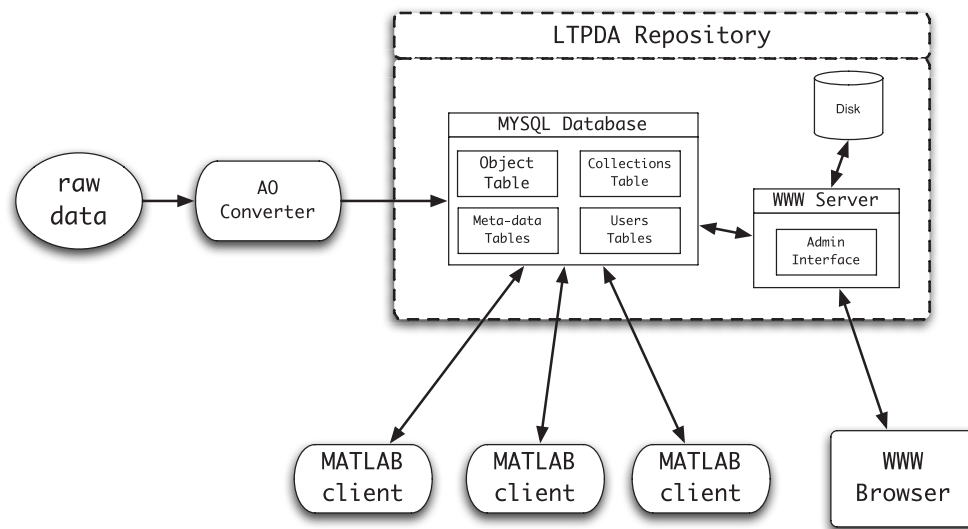 LTPDA Repository
Disk
MYSQL Database
Object
Table
Collections
Table
raw
data
AO
Converter
WWW Server
Meta-data
Tables
Users
Tables
Admin
Interface
MATLAB
client
MATLAB
client
MATLAB
client
WWW
Browser